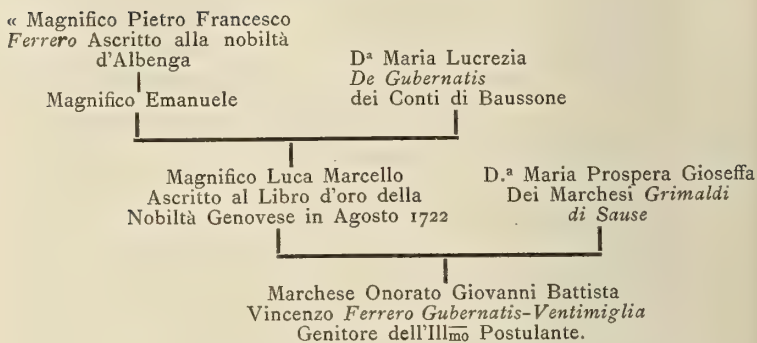 « Magnifico Pietro Francesco
Ferrero Ascritto alla nobiltà
d'Albenga
Magnifico Emanuele
Dª Maria Lucrezia
De Gubernatis
dei Conti di Baussone
Magnifico Luca Marcello
Ascritto al Libro d'oro della
Nobiltà Genovese in Agosto 1722
D.ª Maria Prospera Gioseffa
Dei Marchesi Grimaldi
di Sause
Marchese Onorato Giovanni Battista
Vincenzo Ferrero Gubernatis-Ventimiglia
Genitore dell'Illm̅o̅ Postulante.